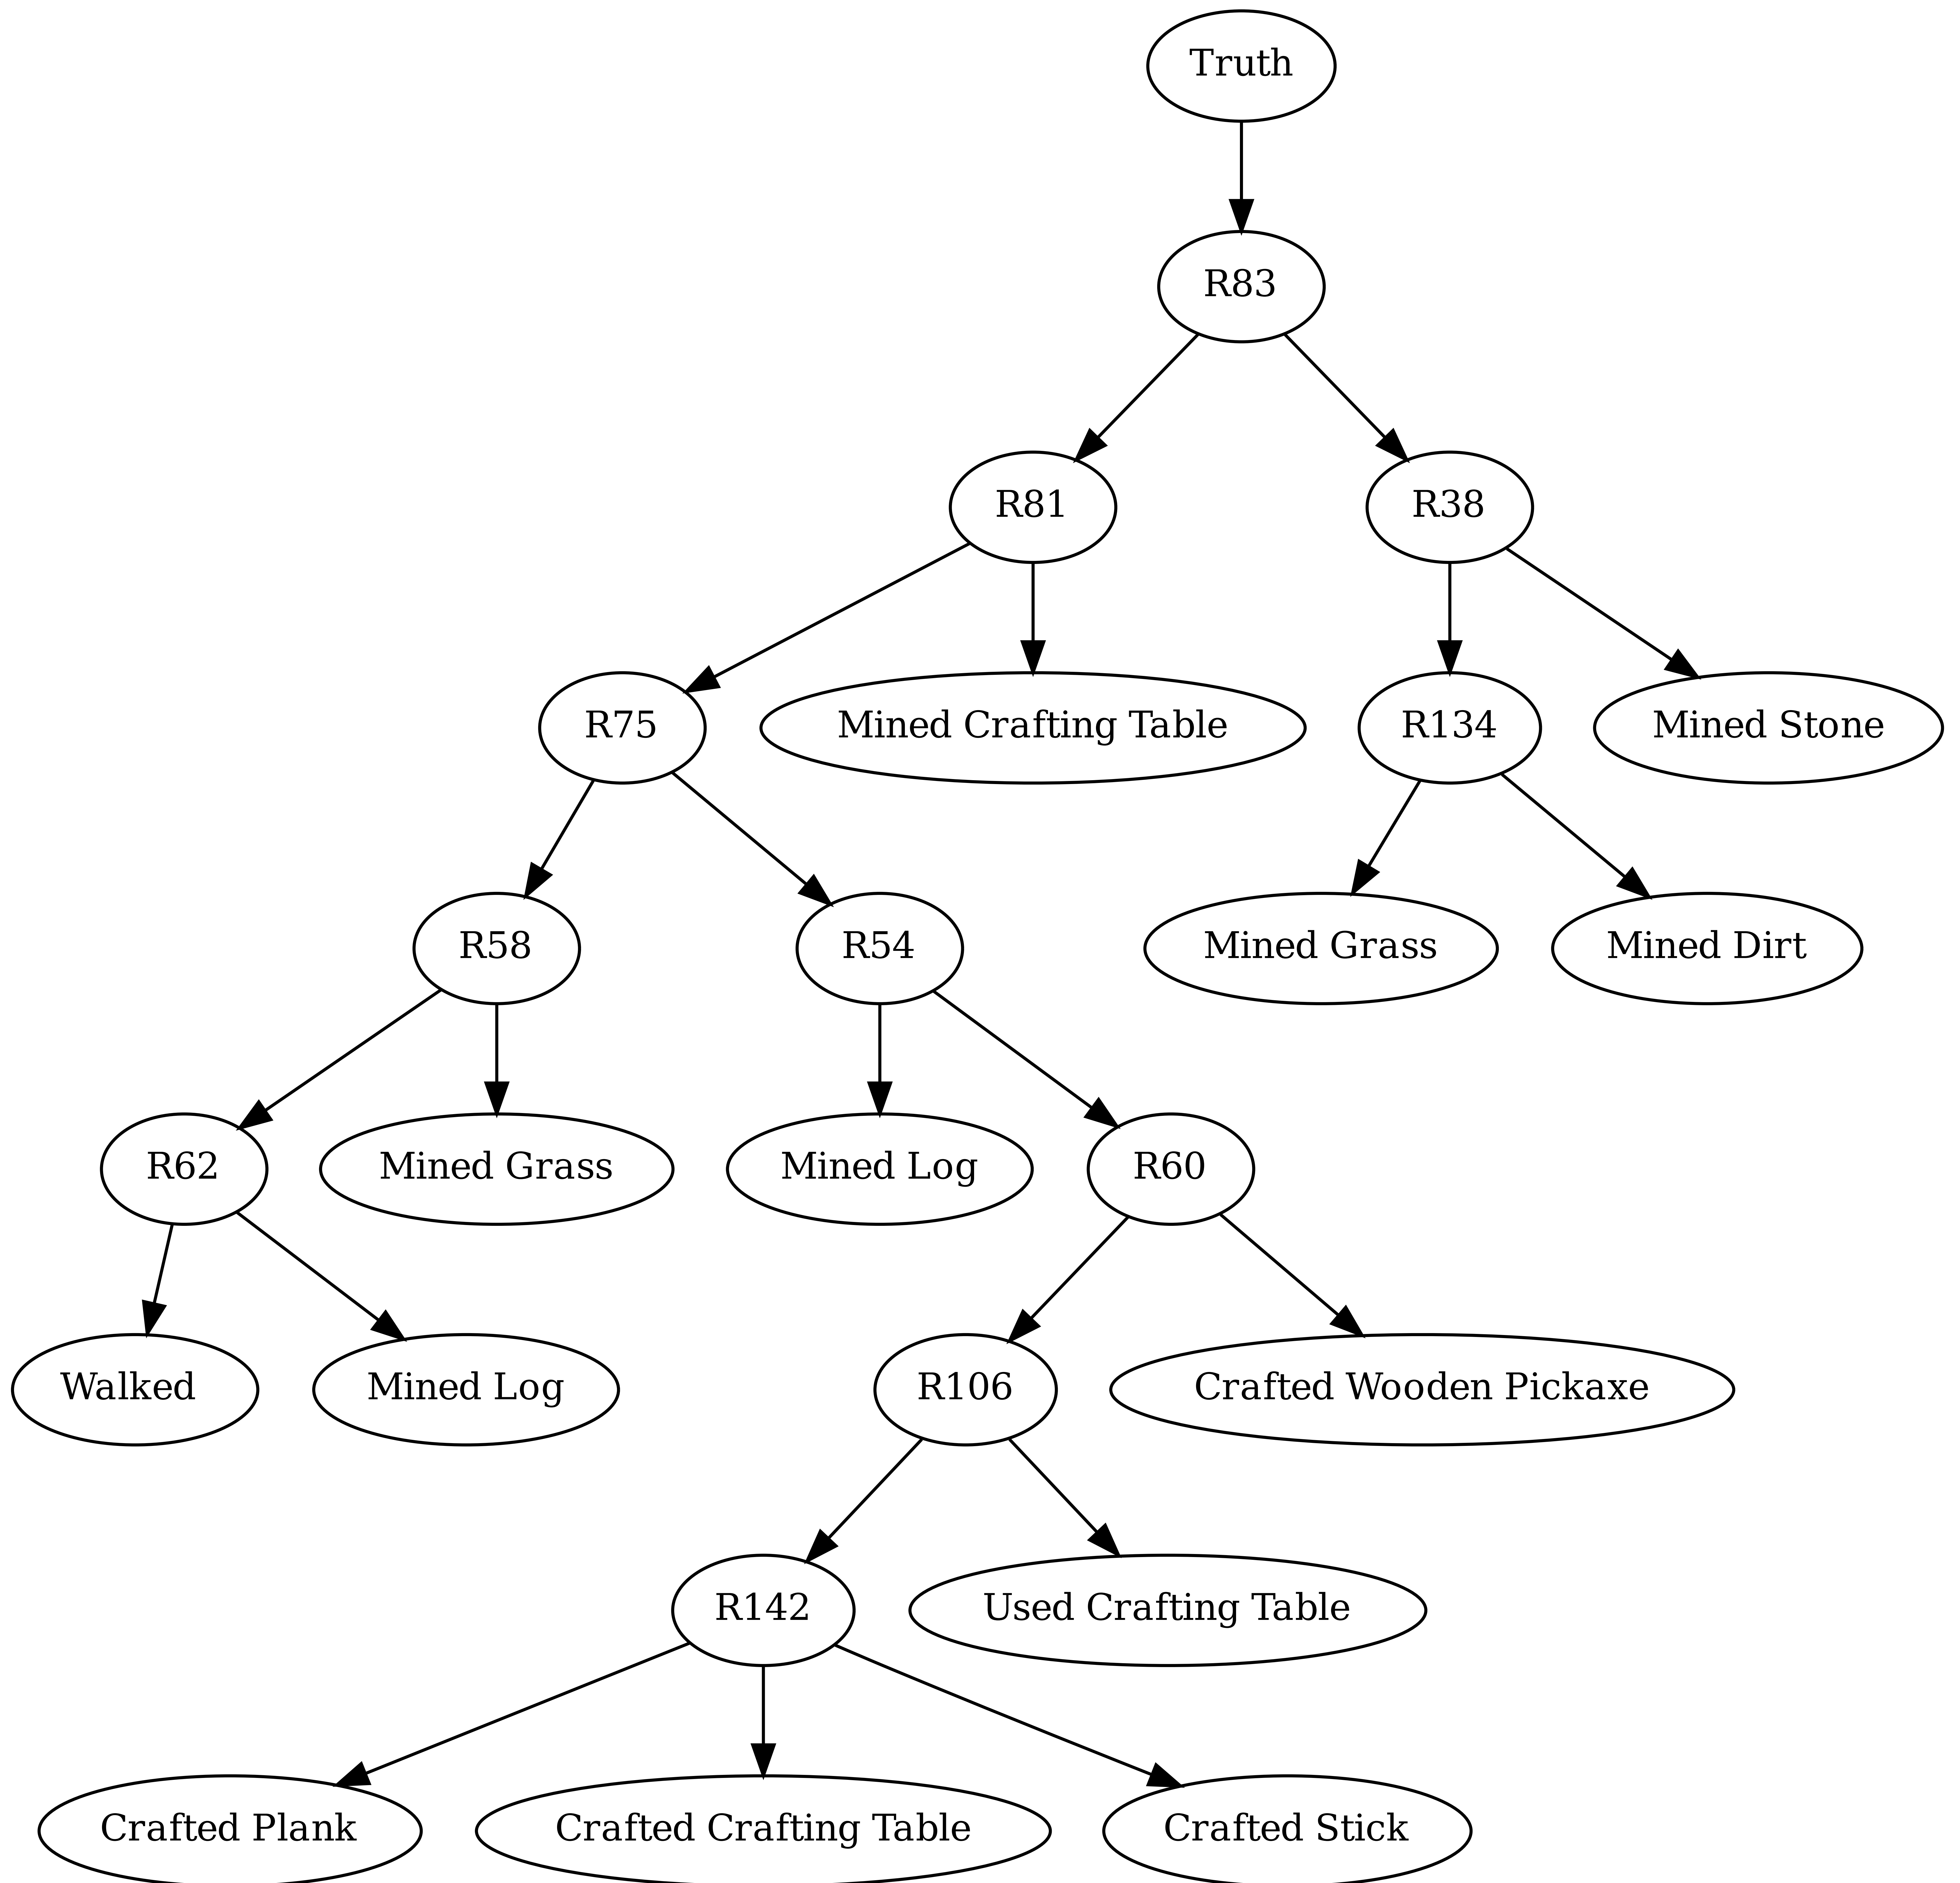 Truth
R83
R81
R38
R75
Mined Crafting Table
R134
Mined Stone
R58
R54
Mined Grass
Mined Dirt
R62
Mined Grass
Mined Log
R60
Walked
Mined Log
R106
Crafted Wooden Pickaxe
R142
Used Crafting Table
Crafted Plank
Crafted Crafting Table
Crafted Stick